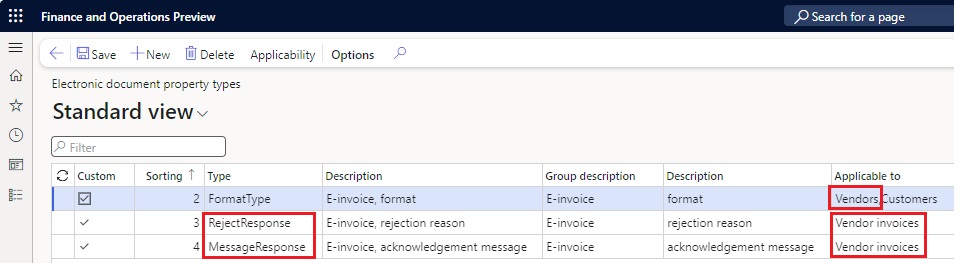 Finance and Operations Preview
Search for a page
Save New Delete Applicability Options
Electronic document property types
Standard view
Filter
Custom Sorting Type Description Group description Description Applicable to
2 FormatType E-invoice, format E-invoice format Vendors,Customers
3 RejectResponse E-invoice, rejection reason E-invoice rejection reason Vendor invoices
4 MessageResponse E-invoice, acknowledgement message E-invoice acknowledgement message Vendor invoices